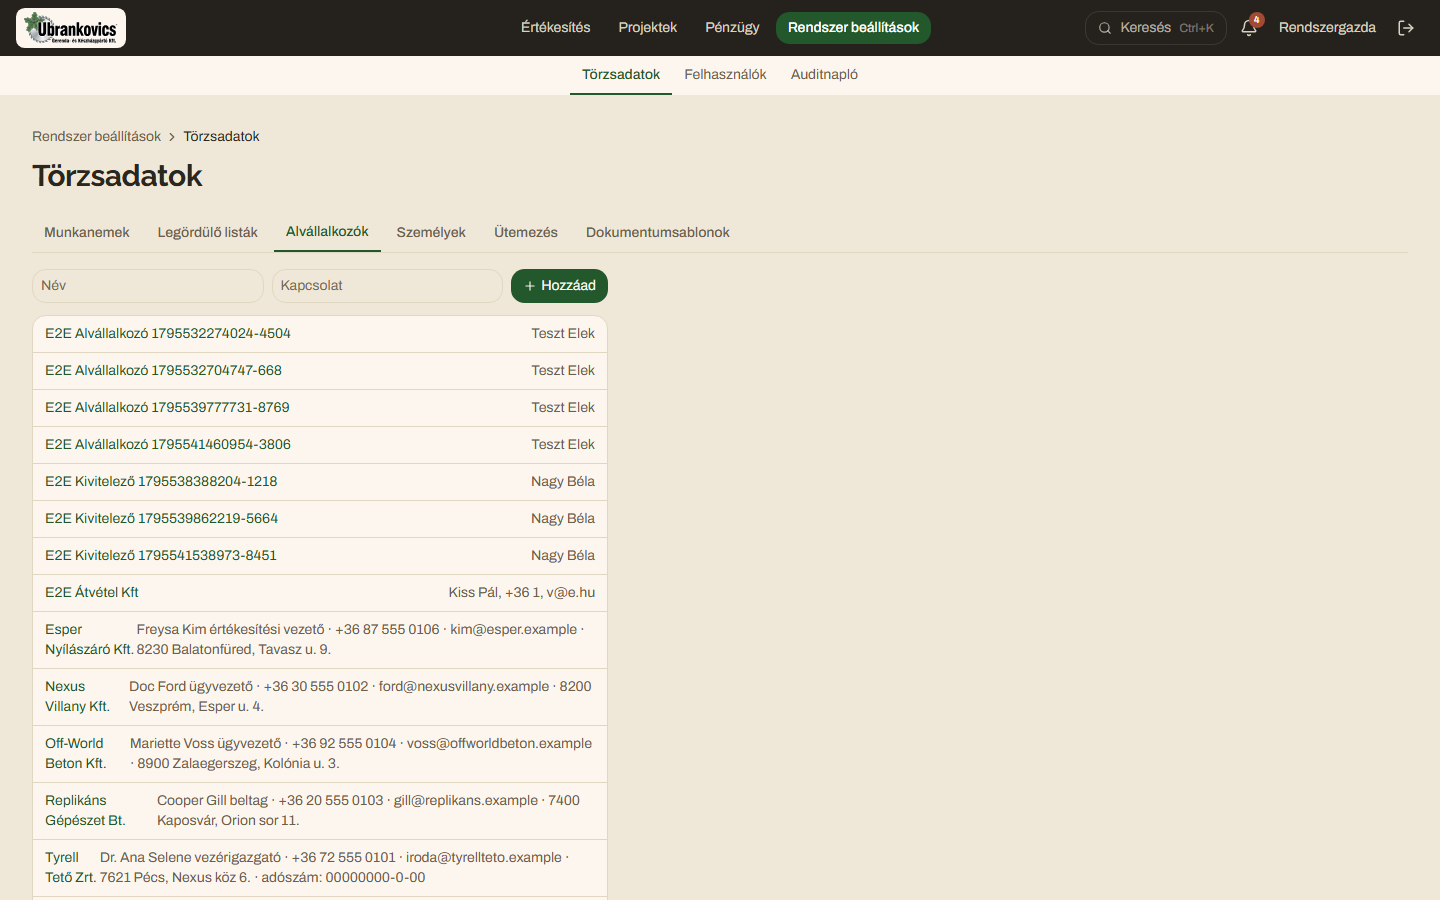 Ubrankovics
Gerenda- és Készházgyártó Kft.
Értékesítés
Projektek
Pénzügy
Rendszer beállítások
Keresés Ctrl+K
4
Rendszergazda
Törzsadatok
Felhasználók
Auditnapló
Rendszer beállítások > Törzsadatok
Törzsadatok
Munkanemek
Legördülő listák
Alvállalkozók
Személyek
Ütemezés
Dokumentumsablonok
Név
Kapcsolat
+ Hozzáad
E2E Alvállalkozó 1795532274024-4504 Teszt Elek
E2E Alvállalkozó 1795532704747-668 Teszt Elek
E2E Alvállalkozó 1795539777731-8769 Teszt Elek
E2E Alvállalkozó 1795541460954-3806 Teszt Elek
E2E Kivitelező 1795538388204-1218 Nagy Béla
E2E Kivitelező 1795539862219-5664 Nagy Béla
E2E Kivitelező 1795541538973-8451 Nagy Béla
E2E Átvétel Kft Kiss Pál, +36 1, v@e.hu
Esper Freysa Kim értékesítési vezető · +36 87 555 0106 · kim@esper.example ·
Nyílászáró Kft. 8230 Balatonfüred, Tavasz u. 9.
Nexus Doc Ford ügyvezető · +36 30 555 0102 · ford@nexusvillany.example · 8200
Villany Kft. Veszprém, Esper u. 4.
Off-World Mariette Voss ügyvezető · +36 92 555 0104 · voss@offworldbeton.example
Beton Kft. · 8900 Zalaegerszeg, Kolónia u. 3.
Replikáns Cooper Gill beltag · +36 20 555 0103 · gill@replikans.example · 7400
Gépészet Bt. Kaposvár, Orion sor 11.
Tyrell Dr. Ana Selene vezérigazgató · +36 72 555 0101 · iroda@tyrellteto.example ·
Tető Zrt. 7621 Pécs, Nexus köz 6. · adószám: 00000000-0-00